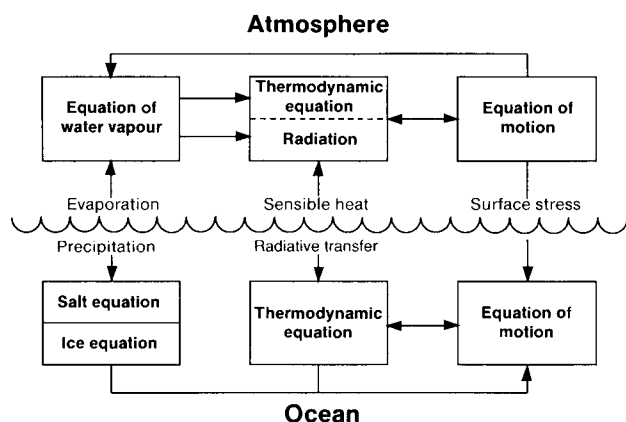 Atmosphere
Equation of
water vapour
Thermodynamic
equation
Radiation
Equation of
motion
Evaporation
Sensible heat
Surface stress
Precipitation
Radiative transfer
Salt equation
Ice equation
Thermodynamic
equation
Equation of
motion
Ocean